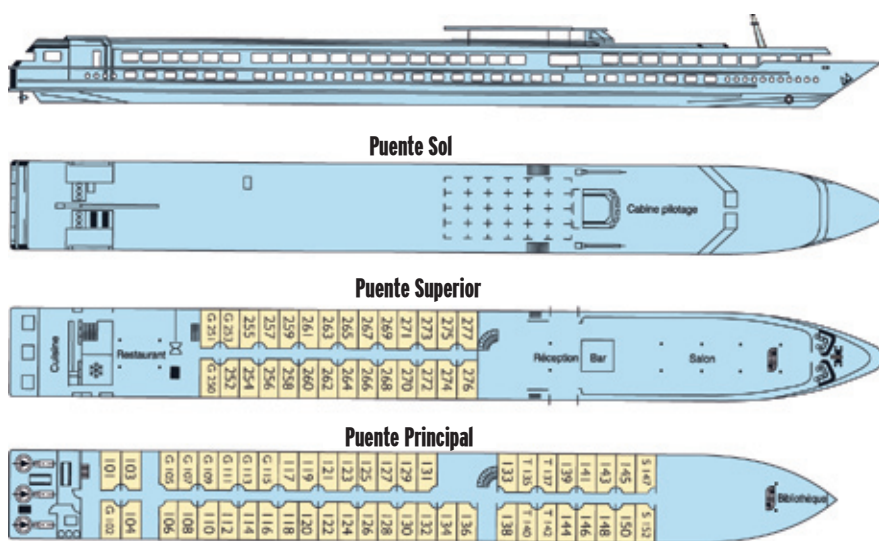 Puente Sol
Cabine pilotage
Puente Superior
G 251 G 253 255 257 259 261 263 265 267 269 271 273 275 277
Cuisine Restaurant Réception Bar Salon
G 250 252 254 256 258 260 262 264 266 268 270 272 274 276
Puente Principal
101 103 G 105 G 107 G 109 G 111 G 113 G 115 117 119 121 123 125 127 129 131 133 T 135 T 137 139 141 143 145 S 147
Bibliothèque
G 102 104 106 108 110 112 114 116 118 120 122 124 126 128 130 132 134 136 138 T 140 T 142 144 146 148 150 S 152